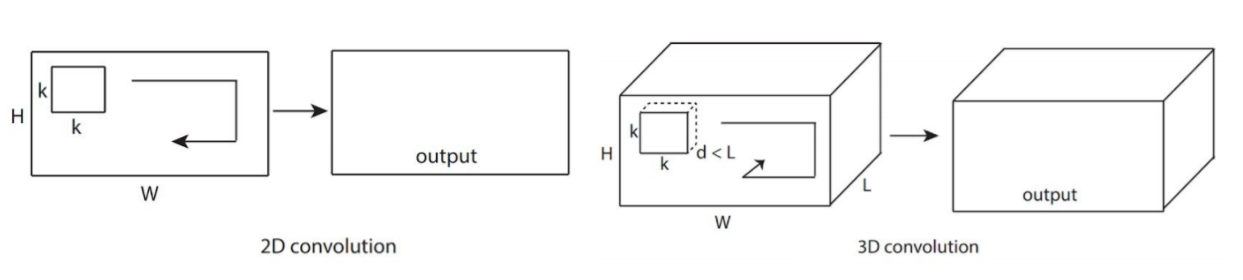 k
H
k
W
output
2D convolution
k
H
k
d < L
L
W
output
3D convolution